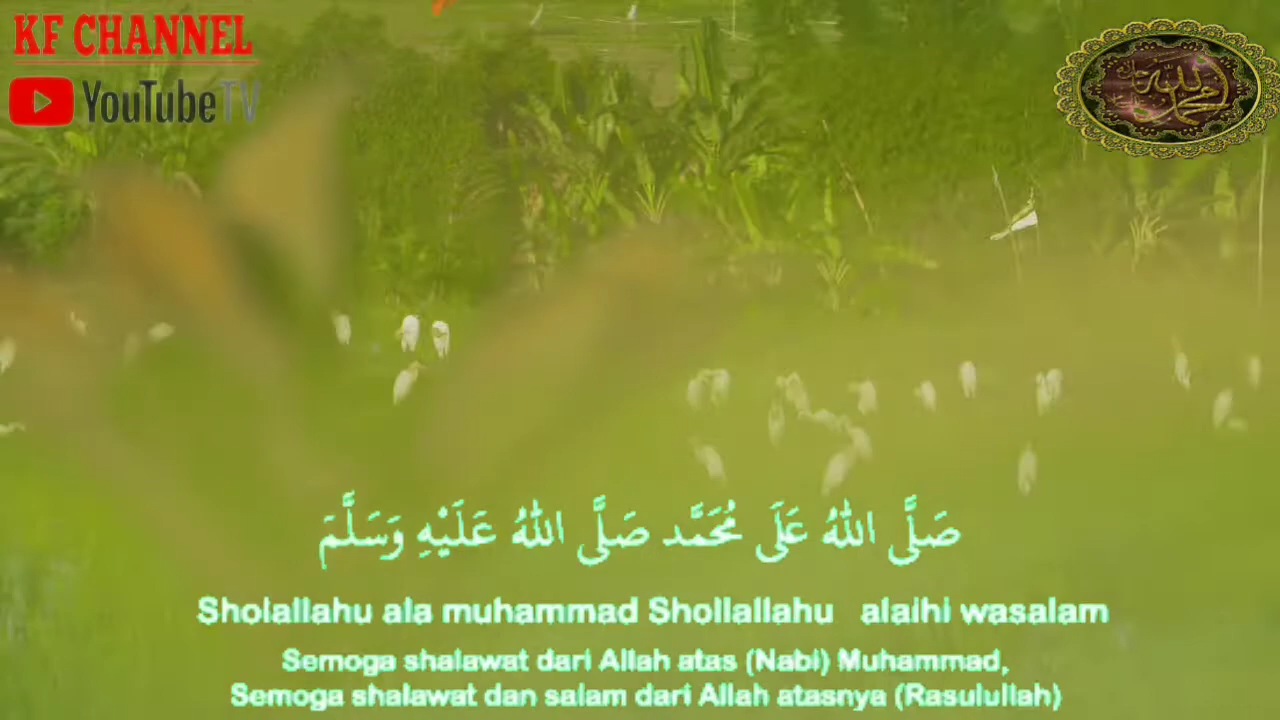 KF CHANNEL
YouTubeTV
صَلَّى اللهُ عَلَى مُحَمَّد صَلَّى اللهُ عَلَيْهِ وَسَلَّمَ
Sholallahu ala muhammad Shollallahu alaihi wasalam
Semoga shalawat dari Allah atas (Nabi) Muhammad,
Semoga shalawat dan salam dari Allah atasnya (Rasulullah)